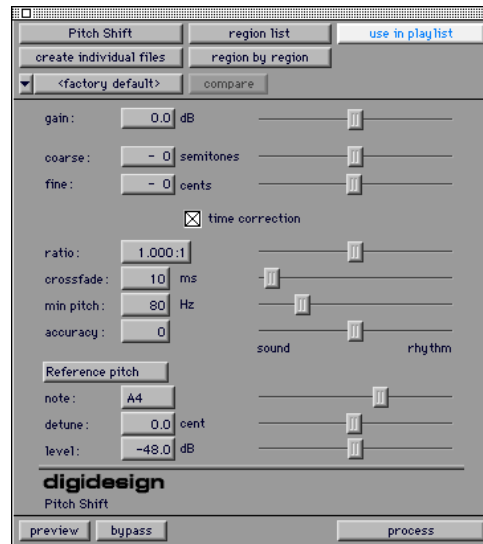 Pitch Shift region list use in playlist
create individual files region by region
<factory default> compare
gain: 0.0 dB
coarse: - 0 semitones
fine: - 0 cents
time correction
ratio: 1.000:1
crossfade: 10 ms
min pitch: 80 Hz
accuracy: 0
sound rhythm
Reference pitch
note: A4
detune: 0.0 cent
level: -48.0 dB
digidesign
Pitch Shift
preview bypass process